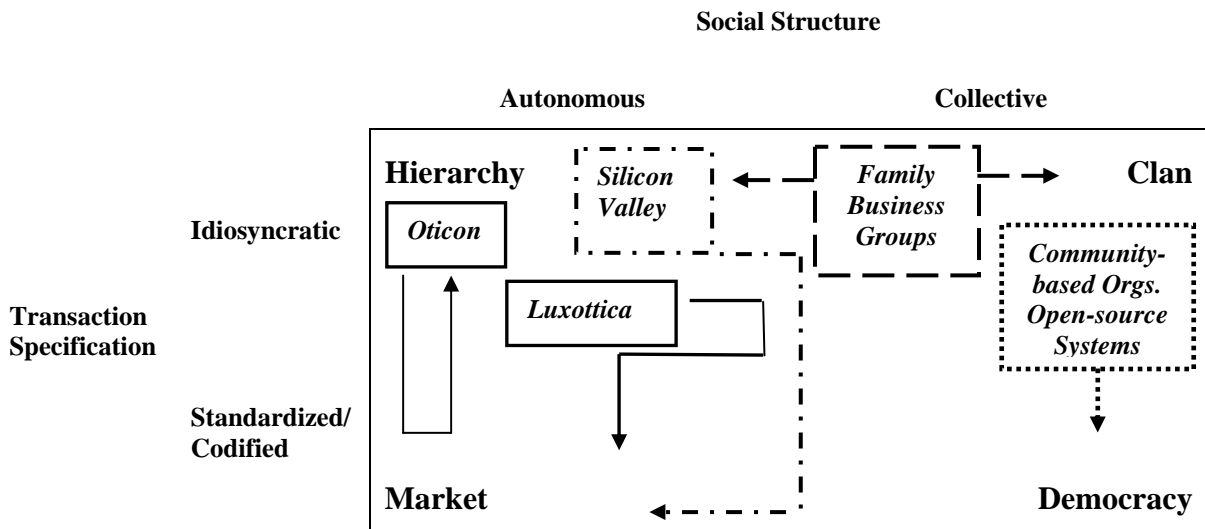 Social Structure
Autonomous Collective
Hierarchy
Silicon
Valley
Family
Business
Groups
Clan
Idiosyncratic
Oticon
Community-
based Orgs.
Open-source
Systems
Luxottica
Transaction
Specification
Standardized/
Codified
Market
Democracy